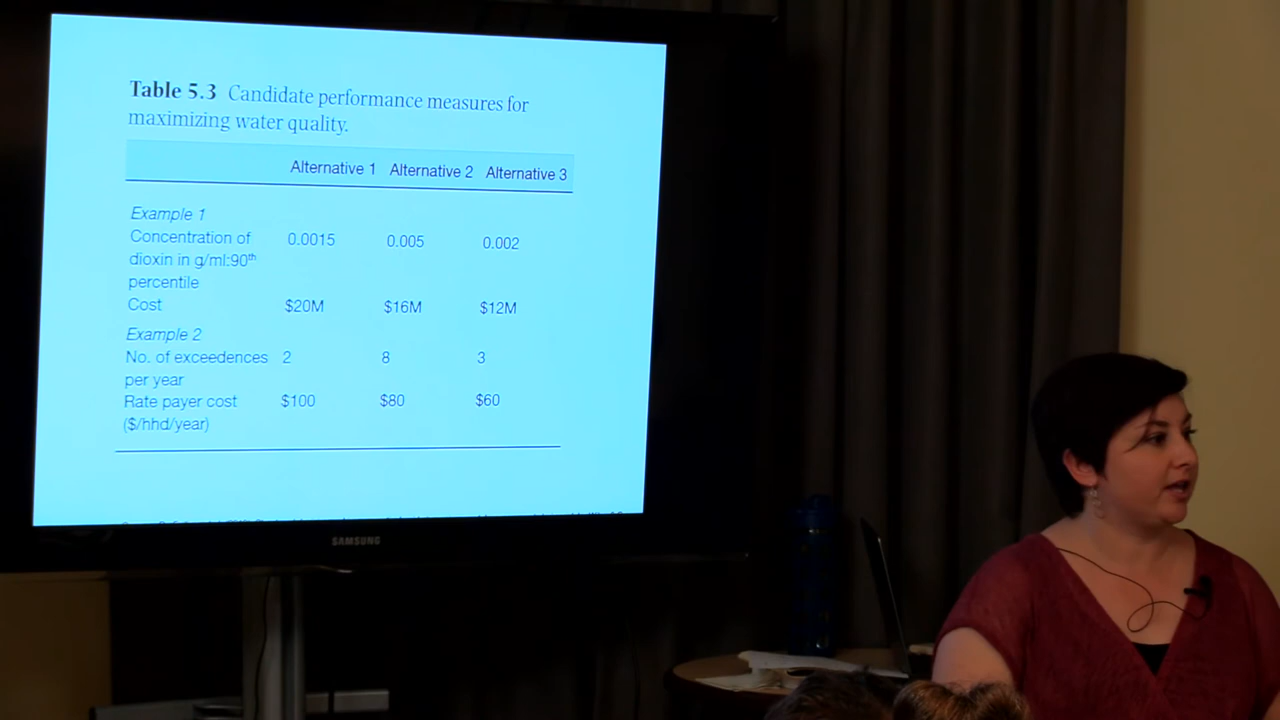 Table 5.3 Candidate performance measures for
maximizing water quality.
Alternative 1 Alternative 2 Alternative 3
Example 1
Concentration of 0.0015 0.005 0.002
dioxin in g/ml:90th
percentile
Cost $20M $16M $12M
Example 2
No. of exceedences 2 8 3
per year
Rate payer cost $100 $80 $60
($/hhd/year)
SAMSUNG